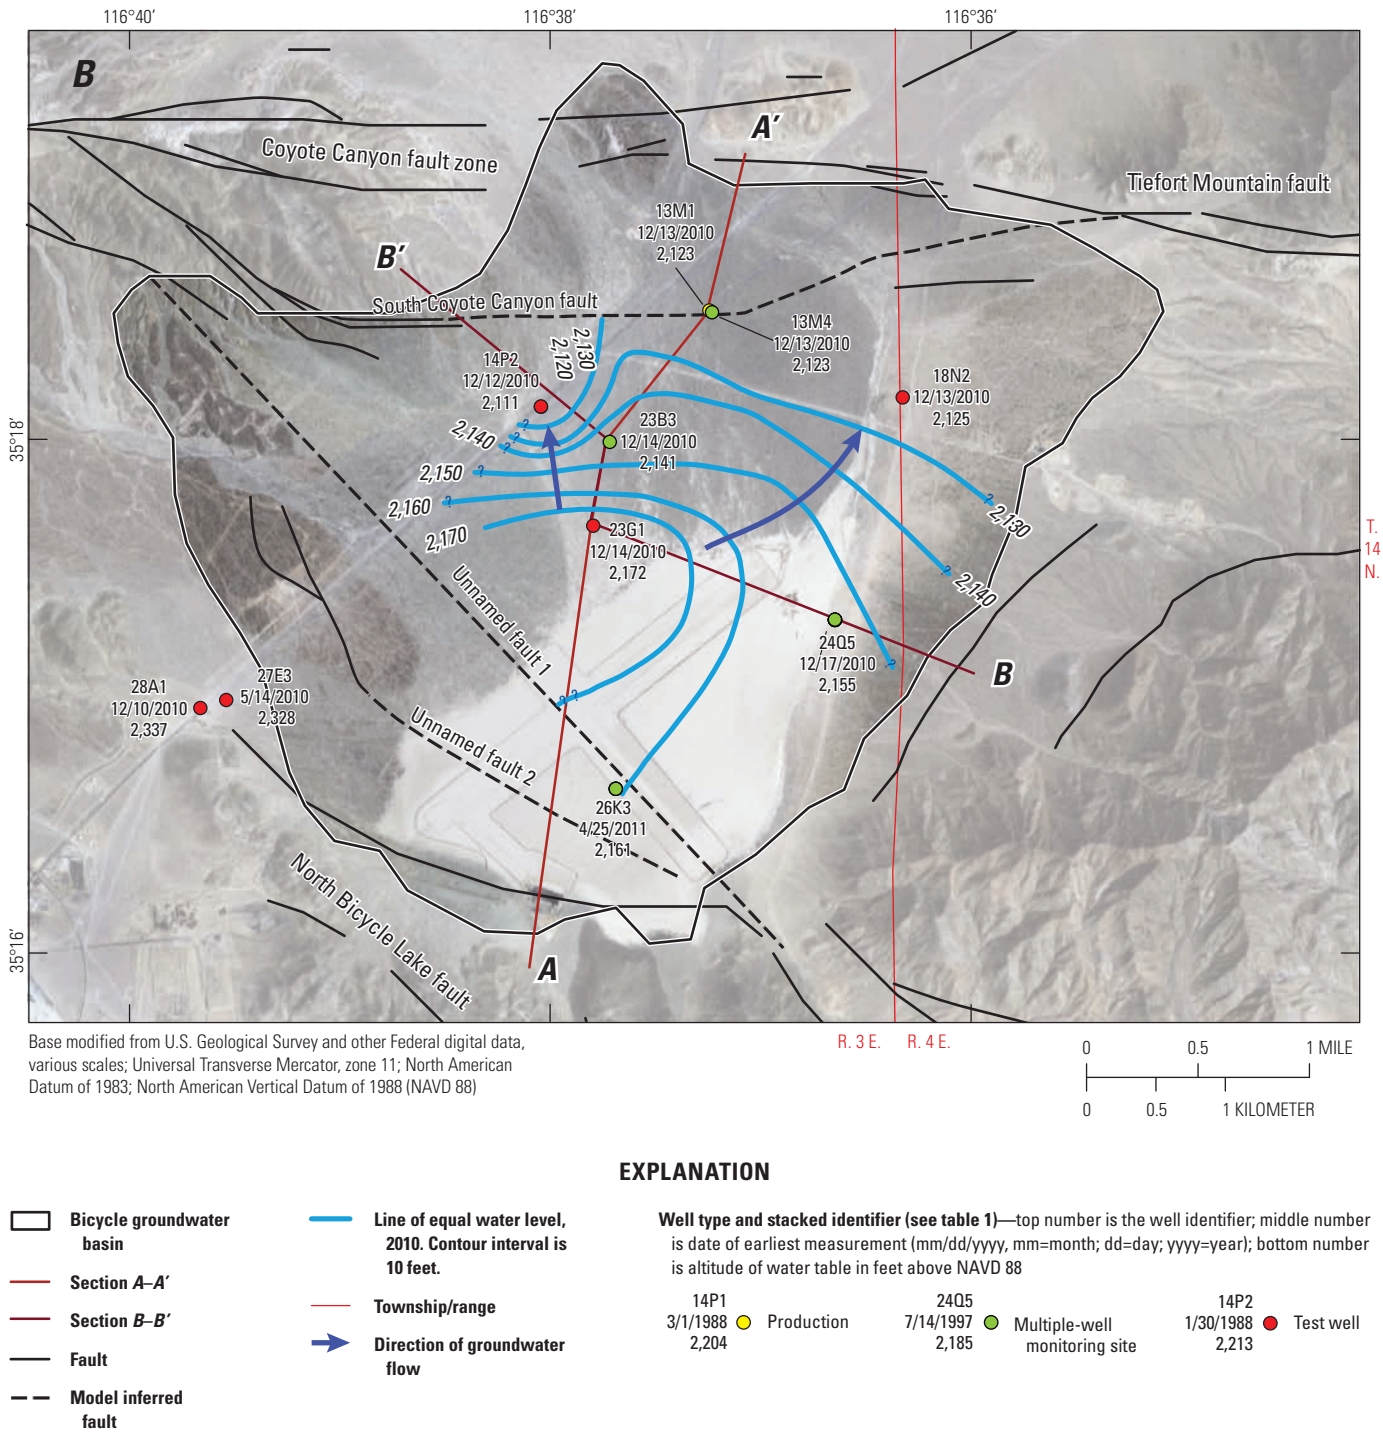 116°40′
116°38′
116°36′
B
A′
Coyote Canyon fault zone
Tiefort Mountain fault
13M1
12/13/2010
2,123
B′
South Coyote Canyon fault
13M4
12/13/2010
2,123
2,130
2,120
14P2
12/12/2010
2,111
18N2
12/13/2010
2,125
35°18′
2,140
23B3
12/14/2010
2,141
?
?
?
?
2,150
?
2,160
?
2,170
?
2,130
23G1
12/14/2010
2,172
T.
14
N.
?
2,140
Unnamed fault 1
24Q5
12/17/2010
2,155
?
B
28A1
12/10/2010
2,337
27E3
5/14/2010
2,328
? ?
Unnamed fault 2
26K3
4/25/2011
2,161
North Bicycle Lake fault
35°16′
A
Base modified from U.S. Geological Survey and other Federal digital data,
various scales; Universal Transverse Mercator, zone 11; North American
Datum of 1983; North American Vertical Datum of 1988 (NAVD 88)
R. 3 E.
R. 4 E.
0 0.5 1 MILE
0 0.5 1 KILOMETER
EXPLANATION
Bicycle groundwater
basin
Section A–A′
Section B–B′
Fault
Model inferred
fault
Line of equal water level,
2010. Contour interval is
10 feet.
Township/range
Direction of groundwater
flow
Well type and stacked identifier (see table 1)—top number is the well identifier; middle number
is date of earliest measurement (mm/dd/yyyy, mm=month; dd=day; yyyy=year); bottom number
is altitude of water table in feet above NAVD 88
14P1
3/1/1988
2,204
Production
24Q5
7/14/1997
2,185
Multiple-well
monitoring site
14P2
1/30/1988
2,213
Test well